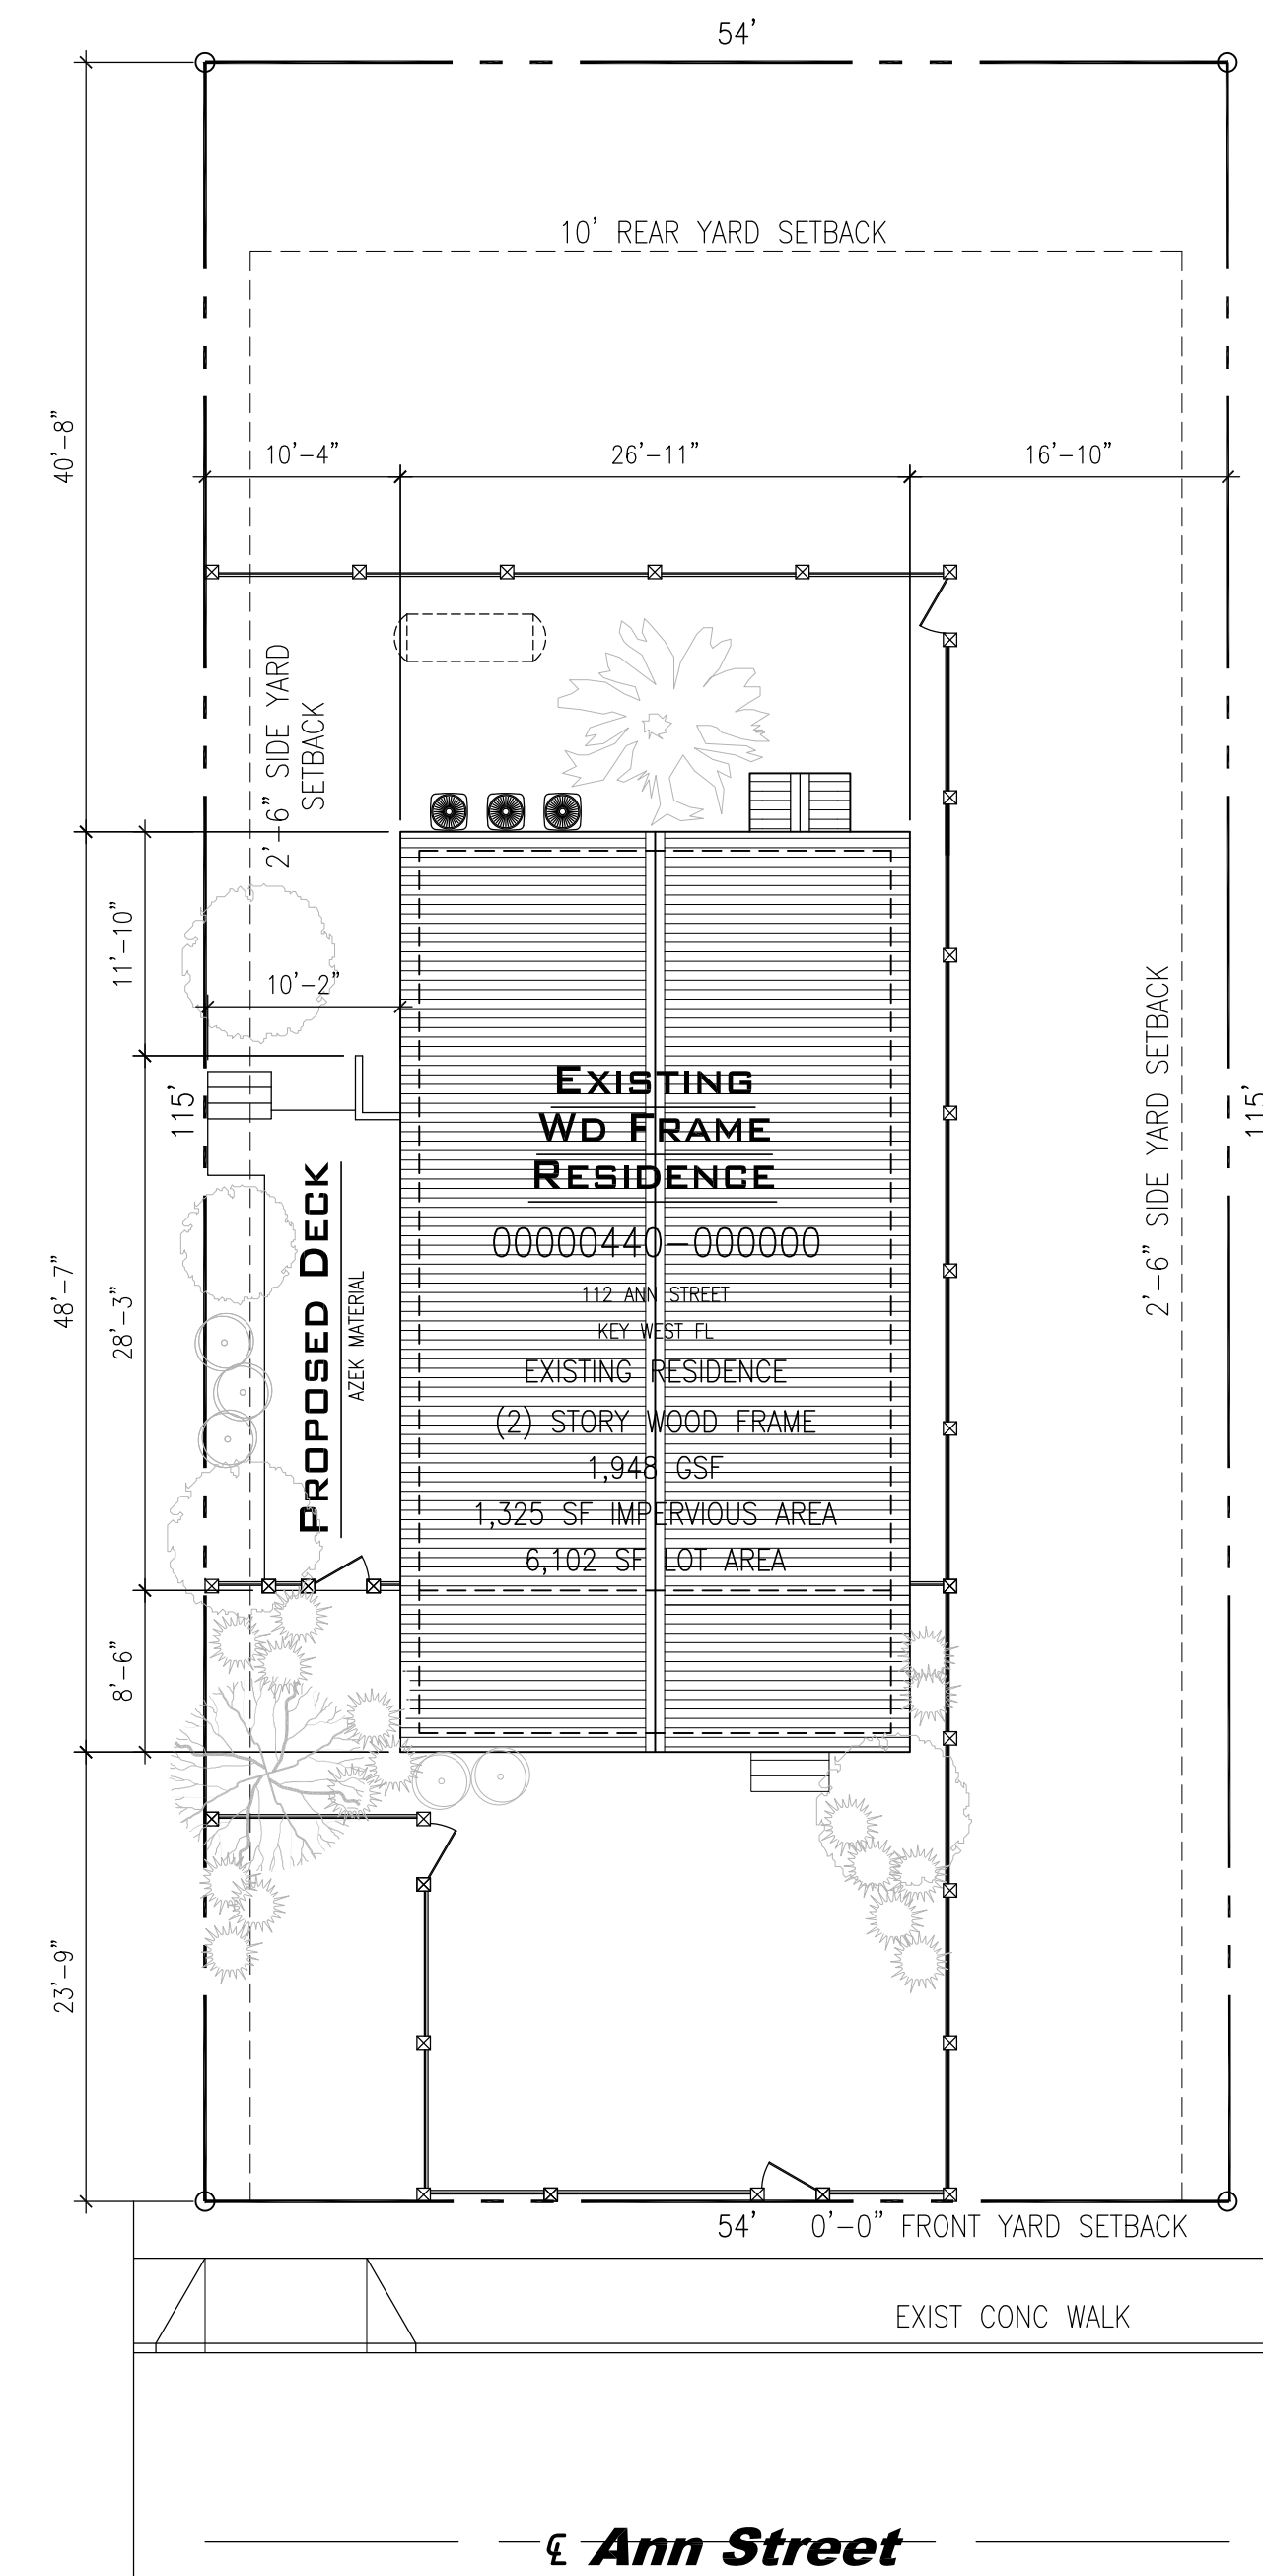 54'
10' REAR YARD SETBACK
40'-8"
10'-4"
26'-11"
16'-10"
2'-6" SIDE YARD
SETBACK
11'-10"
10'-2"
115'
EXISTING
WD FRAME
RESIDENCE
00000440-000000
112 ANN STREET
KEY WEST FL
EXISTING RESIDENCE
(2) STORY WOOD FRAME
1,948 GSF
1,325 SF IMPERVIOUS AREA
6,102 SF LOT AREA
PROPOSED DECK
AZEK MATERIAL
2'-6" SIDE YARD SETBACK
115'
48'-7"
28'-3"
8'-6"
23'-9"
54' 0'-0" FRONT YARD SETBACK
EXIST CONC WALK
℄ Ann Street